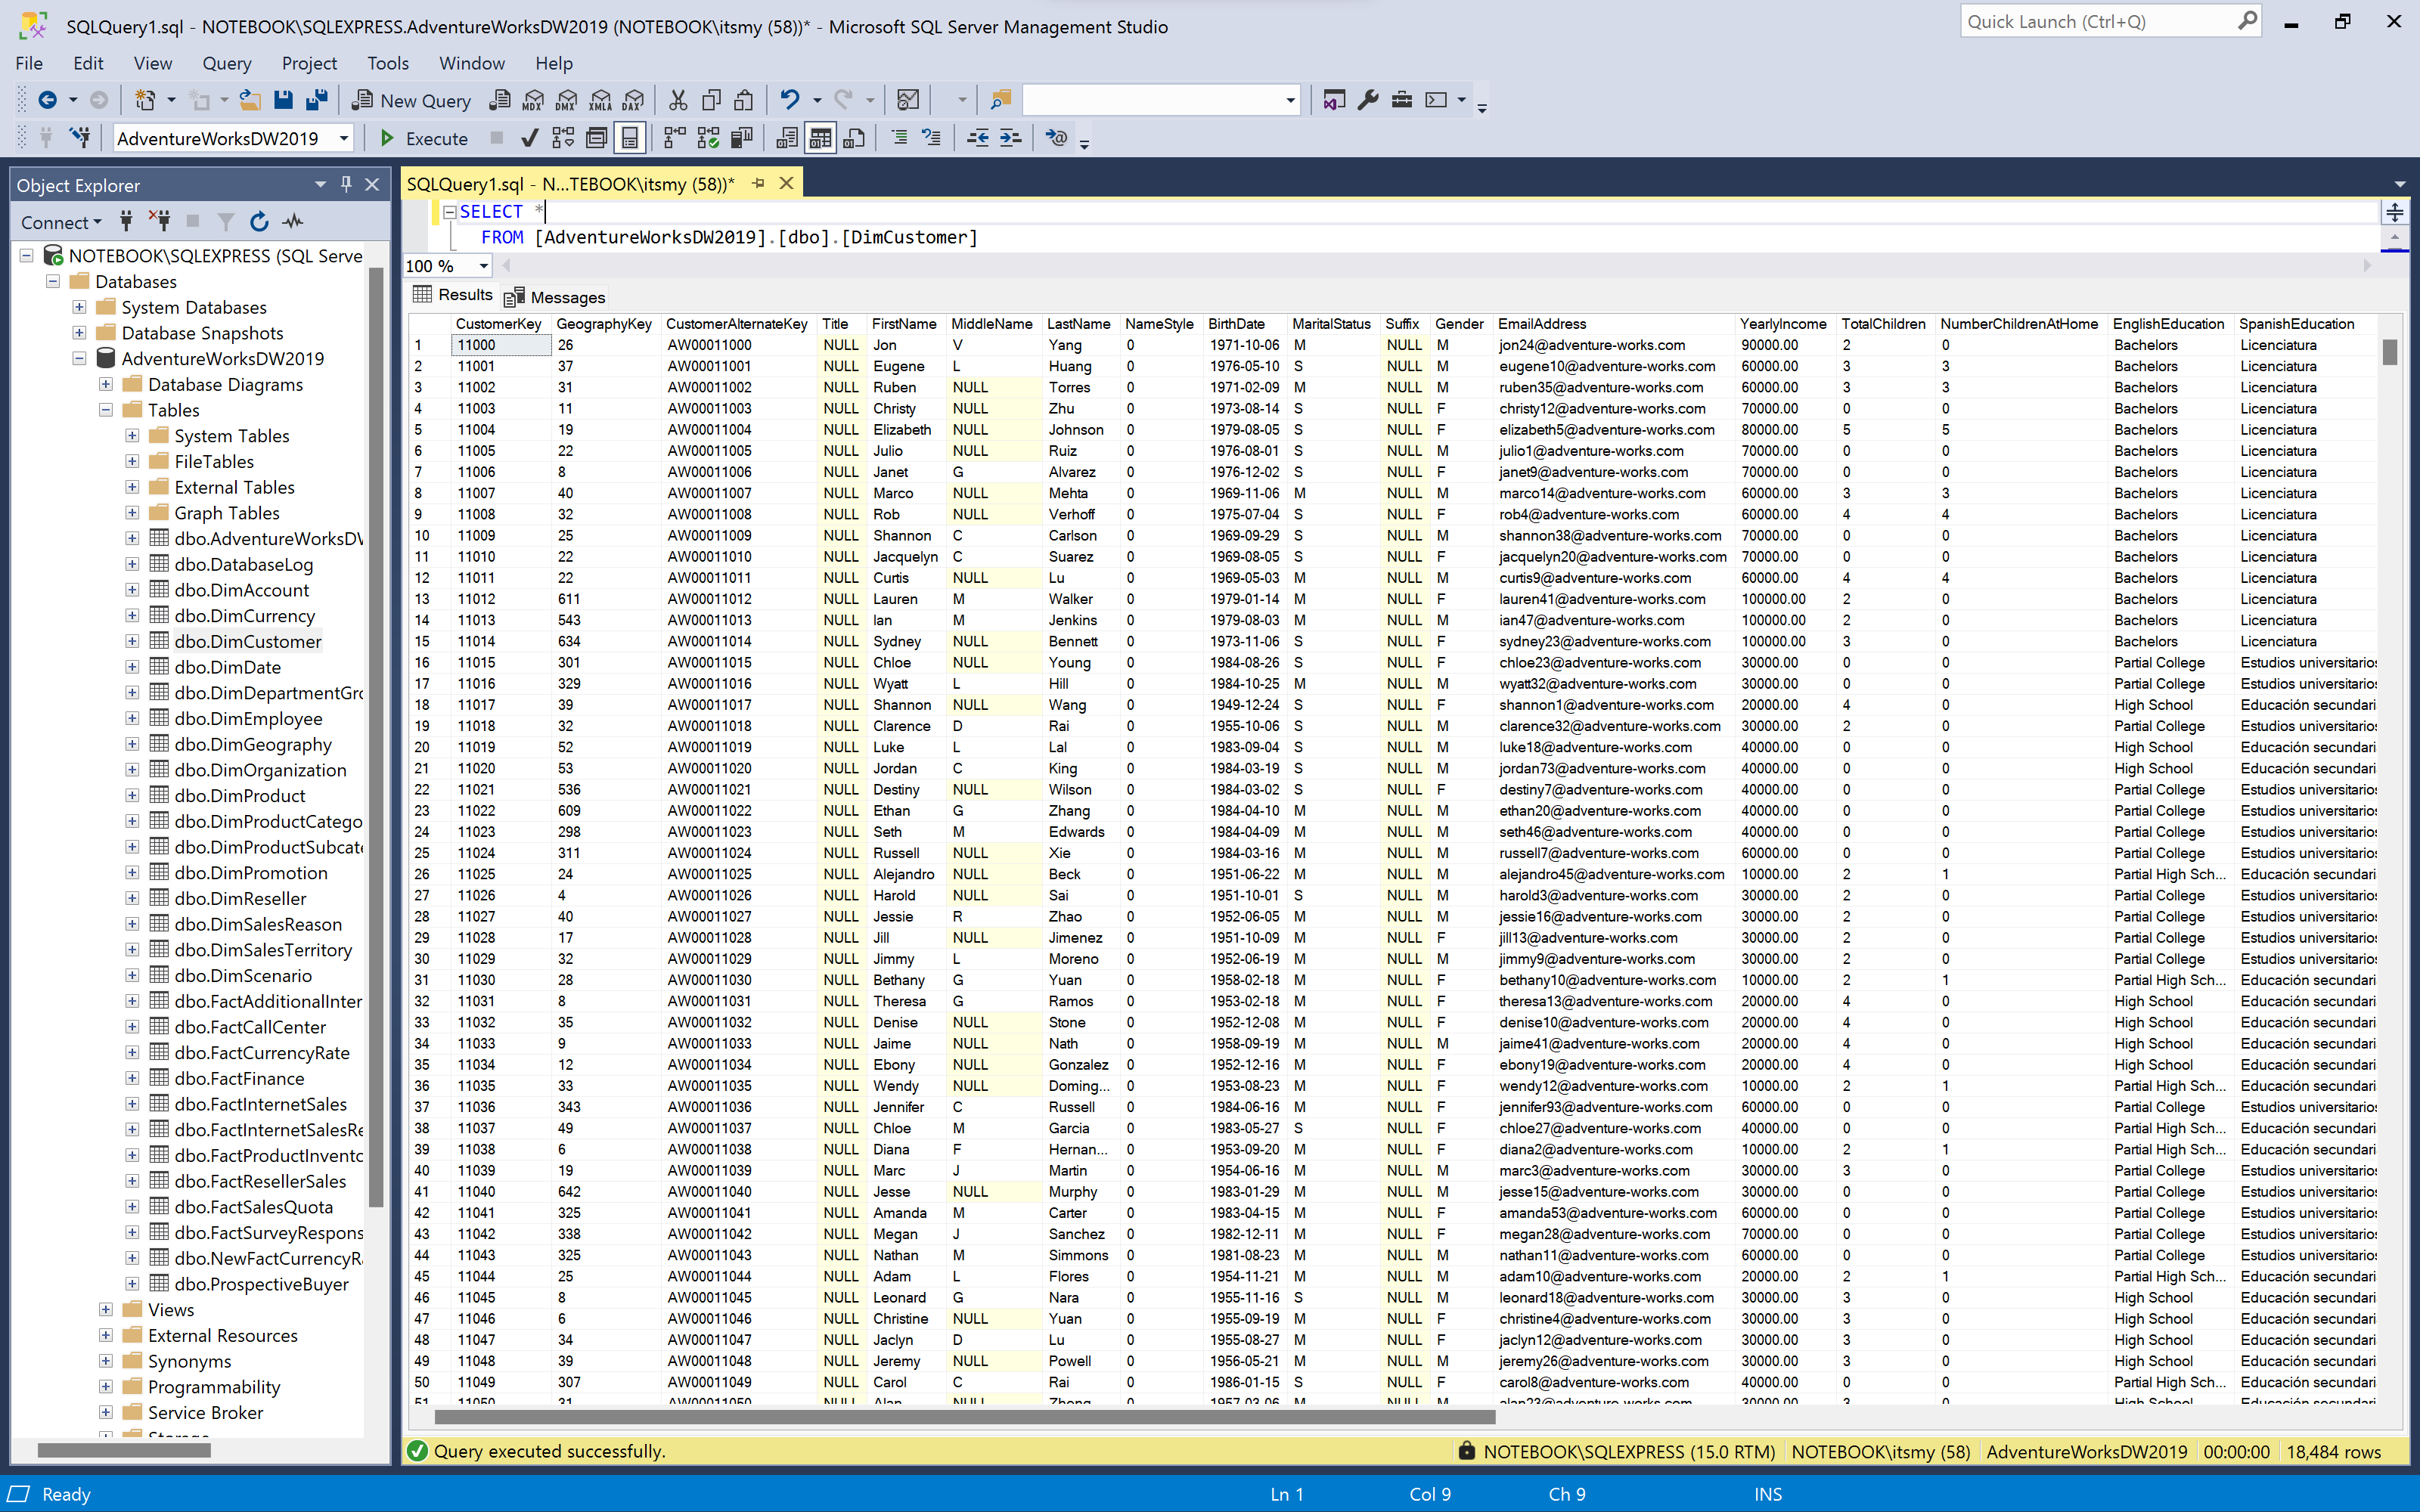 SQLQuery1.sql - NOTEBOOK\SQLEXPRESS.AdventureWorksDW2019 (NOTEBOOK\itsmy (58))* - Microsoft SQL Server Management Studio
Quick Launch (Ctrl+Q)
File Edit View Query Project Tools Window Help
New Query MDX DMX XMLA DAX
AdventureWorksDW2019 Execute
Object Explorer
Connect
NOTEBOOK\SQLEXPRESS (SQL Serve
Databases
System Databases
Database Snapshots
AdventureWorksDW2019
Database Diagrams
Tables
System Tables
FileTables
External Tables
Graph Tables
dbo.AdventureWorksDW
dbo.DatabaseLog
dbo.DimAccount
dbo.DimCurrency
dbo.DimCustomer
dbo.DimDate
dbo.DimDepartmentGro
dbo.DimEmployee
dbo.DimGeography
dbo.DimOrganization
dbo.DimProduct
dbo.DimProductCatego
dbo.DimProductSubcate
dbo.DimPromotion
dbo.DimReseller
dbo.DimSalesReason
dbo.DimSalesTerritory
dbo.DimScenario
dbo.FactAdditionalInter
dbo.FactCallCenter
dbo.FactCurrencyRate
dbo.FactFinance
dbo.FactInternetSales
dbo.FactInternetSalesRe
dbo.FactProductInvento
dbo.FactResellerSales
dbo.FactSalesQuota
dbo.FactSurveyRespons
dbo.NewFactCurrencyRa
dbo.ProspectiveBuyer
Views
External Resources
Synonyms
Programmability
Service Broker
SQLQuery1.sql - N...TEBOOK\itsmy (58))*
SELECT *
FROM [AdventureWorksDW2019].[dbo].[DimCustomer]
100 %
Results Messages
CustomerKey GeographyKey CustomerAlternateKey Title FirstName MiddleName LastName NameStyle BirthDate MaritalStatus Suffix Gender EmailAddress YearlyIncome TotalChildren NumberChildrenAtHome EnglishEducation SpanishEducation
1 11000 26 AW00011000 NULL Jon V Yang 0 1971-10-06 M NULL M jon24@adventure-works.com 90000.00 2 0 Bachelors Licenciatura
2 11001 37 AW00011001 NULL Eugene L Huang 0 1976-05-10 S NULL M eugene10@adventure-works.com 60000.00 3 3 Bachelors Licenciatura
3 11002 31 AW00011002 NULL Ruben NULL Torres 0 1971-02-09 M NULL M ruben35@adventure-works.com 60000.00 3 3 Bachelors Licenciatura
4 11003 11 AW00011003 NULL Christy NULL Zhu 0 1973-08-14 S NULL F christy12@adventure-works.com 70000.00 0 0 Bachelors Licenciatura
5 11004 19 AW00011004 NULL Elizabeth NULL Johnson 0 1979-08-05 S NULL F elizabeth5@adventure-works.com 80000.00 5 5 Bachelors Licenciatura
6 11005 22 AW00011005 NULL Julio NULL Ruiz 0 1976-08-01 S NULL M julio1@adventure-works.com 70000.00 0 0 Bachelors Licenciatura
7 11006 8 AW00011006 NULL Janet G Alvarez 0 1976-12-02 S NULL F janet9@adventure-works.com 70000.00 0 0 Bachelors Licenciatura
8 11007 40 AW00011007 NULL Marco NULL Mehta 0 1969-11-06 M NULL M marco14@adventure-works.com 60000.00 3 3 Bachelors Licenciatura
9 11008 32 AW00011008 NULL Rob NULL Verhoff 0 1975-07-04 S NULL F rob4@adventure-works.com 60000.00 4 4 Bachelors Licenciatura
10 11009 25 AW00011009 NULL Shannon C Carlson 0 1969-09-29 S NULL M shannon38@adventure-works.com 70000.00 0 0 Bachelors Licenciatura
11 11010 22 AW00011010 NULL Jacquelyn C Suarez 0 1969-08-05 S NULL F jacquelyn20@adventure-works.com 70000.00 0 0 Bachelors Licenciatura
12 11011 22 AW00011011 NULL Curtis NULL Lu 0 1969-05-03 M NULL M curtis9@adventure-works.com 60000.00 4 4 Bachelors Licenciatura
13 11012 611 AW00011012 NULL Lauren M Walker 0 1979-01-14 M NULL F lauren41@adventure-works.com 100000.00 2 0 Bachelors Licenciatura
14 11013 543 AW00011013 NULL Ian M Jenkins 0 1979-08-03 M NULL M ian47@adventure-works.com 100000.00 2 0 Bachelors Licenciatura
15 11014 634 AW00011014 NULL Sydney NULL Bennett 0 1973-11-06 S NULL F sydney23@adventure-works.com 100000.00 3 0 Bachelors Licenciatura
16 11015 301 AW00011015 NULL Chloe NULL Young 0 1984-08-26 S NULL F chloe23@adventure-works.com 30000.00 0 0 Partial College Estudios universitarios
17 11016 329 AW00011016 NULL Wyatt L Hill 0 1984-10-25 M NULL M wyatt32@adventure-works.com 30000.00 0 0 Partial College Estudios universitarios
18 11017 39 AW00011017 NULL Shannon NULL Wang 0 1949-12-24 S NULL F shannon1@adventure-works.com 20000.00 4 0 High School Educación secundari
19 11018 32 AW00011018 NULL Clarence D Rai 0 1955-10-06 S NULL M clarence32@adventure-works.com 30000.00 2 0 Partial College Estudios universitarios
20 11019 52 AW00011019 NULL Luke L Lal 0 1983-09-04 S NULL M luke18@adventure-works.com 40000.00 0 0 High School Educación secundari
21 11020 53 AW00011020 NULL Jordan C King 0 1984-03-19 S NULL M jordan73@adventure-works.com 40000.00 0 0 High School Educación secundari
22 11021 536 AW00011021 NULL Destiny NULL Wilson 0 1984-03-02 S NULL F destiny7@adventure-works.com 40000.00 0 0 Partial College Estudios universitarios
23 11022 609 AW00011022 NULL Ethan G Zhang 0 1984-04-10 M NULL M ethan20@adventure-works.com 40000.00 0 0 Partial College Estudios universitarios
24 11023 298 AW00011023 NULL Seth M Edwards 0 1984-04-09 M NULL M seth46@adventure-works.com 40000.00 0 0 Partial College Estudios universitarios
25 11024 311 AW00011024 NULL Russell NULL Xie 0 1984-03-16 M NULL M russell7@adventure-works.com 60000.00 0 0 Partial College Estudios universitarios
26 11025 24 AW00011025 NULL Alejandro NULL Beck 0 1951-06-22 M NULL M alejandro45@adventure-works.com 10000.00 2 1 Partial High Sch... Educación secundari
27 11026 4 AW00011026 NULL Harold NULL Sai 0 1951-10-01 S NULL M harold3@adventure-works.com 30000.00 2 0 Partial College Estudios universitarios
28 11027 40 AW00011027 NULL Jessie R Zhao 0 1952-06-05 M NULL M jessie16@adventure-works.com 30000.00 2 0 Partial College Estudios universitarios
29 11028 17 AW00011028 NULL Jill NULL Jimenez 0 1951-10-09 M NULL F jill13@adventure-works.com 30000.00 2 0 Partial College Estudios universitarios
30 11029 32 AW00011029 NULL Jimmy L Moreno 0 1952-06-19 M NULL M jimmy9@adventure-works.com 30000.00 2 0 Partial College Estudios universitarios
31 11030 28 AW00011030 NULL Bethany G Yuan 0 1958-02-18 M NULL F bethany10@adventure-works.com 10000.00 2 1 Partial High Sch... Educación secundari
32 11031 8 AW00011031 NULL Theresa G Ramos 0 1953-02-18 M NULL F theresa13@adventure-works.com 20000.00 4 0 High School Educación secundari
33 11032 35 AW00011032 NULL Denise NULL Stone 0 1952-12-08 M NULL F denise10@adventure-works.com 20000.00 4 0 High School Educación secundari
34 11033 9 AW00011033 NULL Jaime NULL Nath 0 1958-09-19 M NULL M jaime41@adventure-works.com 20000.00 4 0 High School Educación secundari
35 11034 12 AW00011034 NULL Ebony NULL Gonzalez 0 1952-12-16 M NULL F ebony19@adventure-works.com 20000.00 4 0 High School Educación secundari
36 11035 33 AW00011035 NULL Wendy NULL Doming... 0 1953-08-23 M NULL F wendy12@adventure-works.com 10000.00 2 1 Partial High Sch... Educación secundari
37 11036 343 AW00011036 NULL Jennifer C Russell 0 1984-06-16 M NULL F jennifer93@adventure-works.com 60000.00 0 0 Partial College Estudios universitarios
38 11037 49 AW00011037 NULL Chloe M Garcia 0 1983-05-27 S NULL F chloe27@adventure-works.com 40000.00 0 0 Partial High Sch... Educación secundari
39 11038 6 AW00011038 NULL Diana F Hernan... 0 1953-09-20 M NULL F diana2@adventure-works.com 10000.00 2 1 Partial High Sch... Educación secundari
40 11039 19 AW00011039 NULL Marc J Martin 0 1954-06-16 M NULL M marc3@adventure-works.com 30000.00 3 0 Partial College Estudios universitarios
41 11040 642 AW00011040 NULL Jesse NULL Murphy 0 1983-01-29 M NULL M jesse15@adventure-works.com 30000.00 0 0 Partial College Estudios universitarios
42 11041 325 AW00011041 NULL Amanda M Carter 0 1983-04-15 M NULL F amanda53@adventure-works.com 60000.00 0 0 Partial College Estudios universitarios
43 11042 338 AW00011042 NULL Megan J Sanchez 0 1982-12-11 M NULL F megan28@adventure-works.com 70000.00 0 0 Partial College Estudios universitarios
44 11043 325 AW00011043 NULL Nathan M Simmons 0 1981-08-23 M NULL M nathan11@adventure-works.com 60000.00 0 0 Partial College Estudios universitarios
45 11044 25 AW00011044 NULL Adam L Flores 0 1954-11-21 M NULL M adam10@adventure-works.com 20000.00 2 1 Partial High Sch... Educación secundari
46 11045 8 AW00011045 NULL Leonard G Nara 0 1955-11-16 S NULL M leonard18@adventure-works.com 30000.00 3 0 High School Educación secundari
47 11046 6 AW00011046 NULL Christine NULL Yuan 0 1955-09-19 M NULL F christine4@adventure-works.com 30000.00 3 0 High School Educación secundari
48 11047 34 AW00011047 NULL Jaclyn D Lu 0 1955-08-27 M NULL F jaclyn12@adventure-works.com 30000.00 3 0 High School Educación secundari
49 11048 39 AW00011048 NULL Jeremy NULL Powell 0 1956-05-21 M NULL M jeremy26@adventure-works.com 30000.00 3 0 High School Educación secundari
50 11049 307 AW00011049 NULL Carol C Rai 0 1986-01-15 S NULL F carol8@adventure-works.com 40000.00 0 0 Partial High Sch... Educación secundari
Query executed successfully. NOTEBOOK\SQLEXPRESS (15.0 RTM) NOTEBOOK\itsmy (58) AdventureWorksDW2019 00:00:00 18,484 rows
Ready Ln 1 Col 9 Ch 9 INS